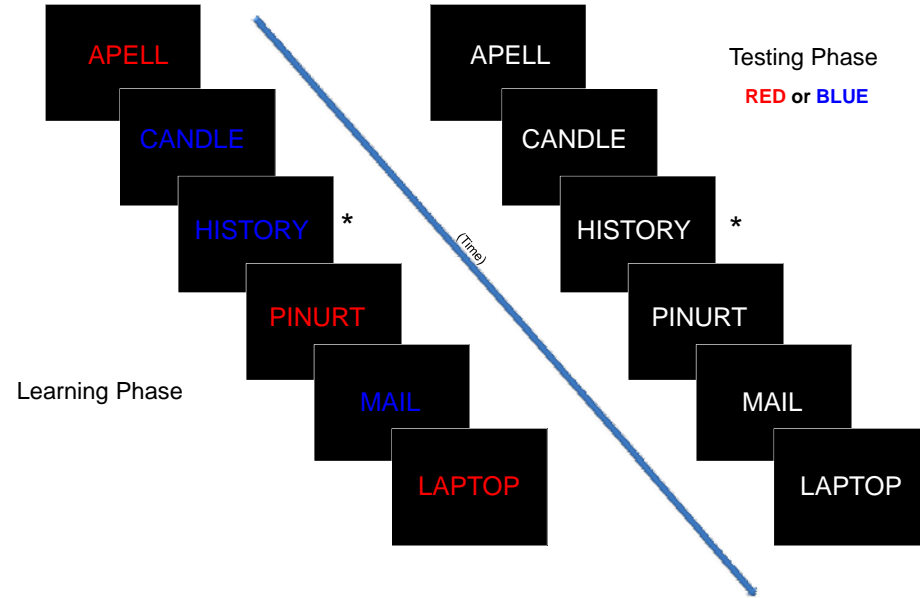 APELL
CANDLE
HISTORY
*
PINURT
MAIL
LAPTOP
Learning Phase
(Time)
APELL
CANDLE
HISTORY
*
PINURT
MAIL
LAPTOP
Testing Phase
RED or BLUE